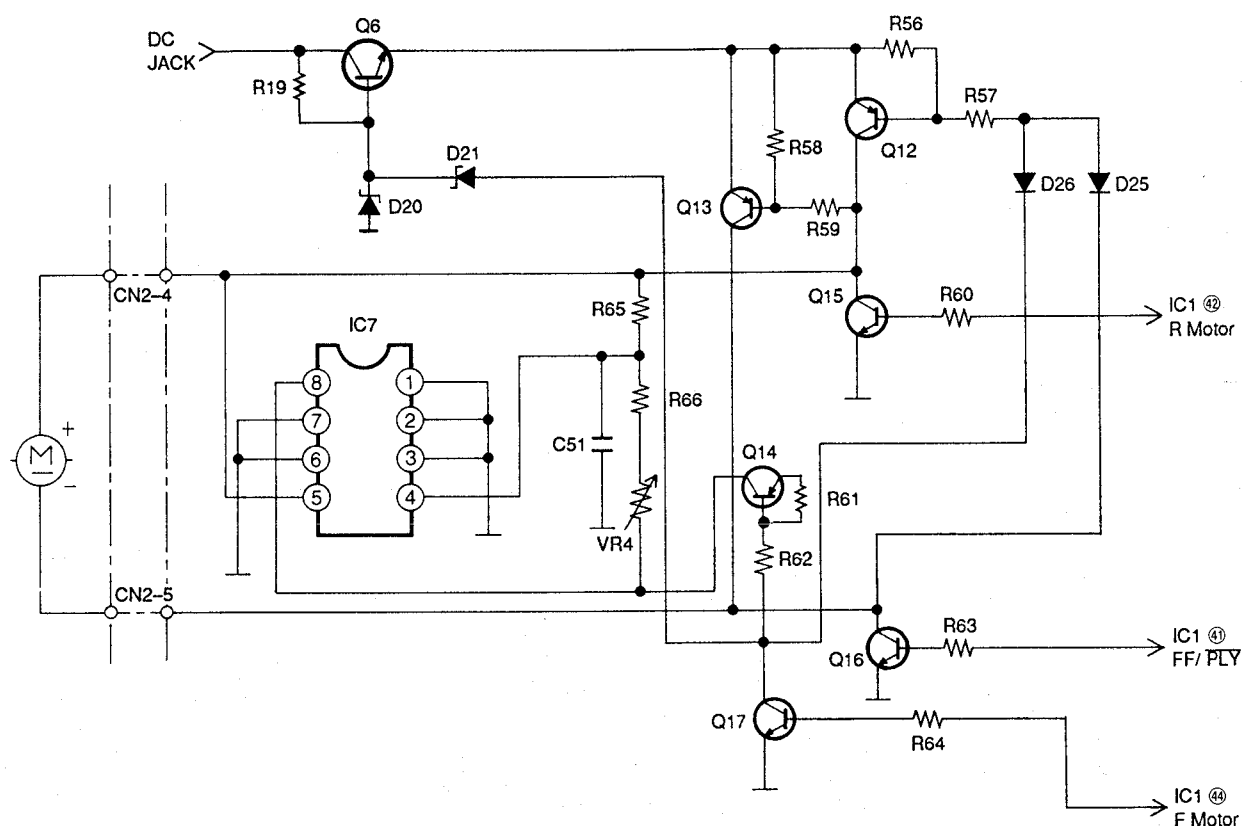 DC
JACK
Q6
R56
R19
R57
R58
Q12
D21
D20
D26
D25
Q13
R59
CN2-4
Q15
R60
IC1 ㊷
R Motor
R65
IC7
8
1
R66
7
2
C51
6
3
Q14
M
+
-
5
4
R61
VR4
R62
CN2-5
Q16
R63
IC1 ㊶
FF/ PLY
Q17
R64
IC1 ㊹
F Motor